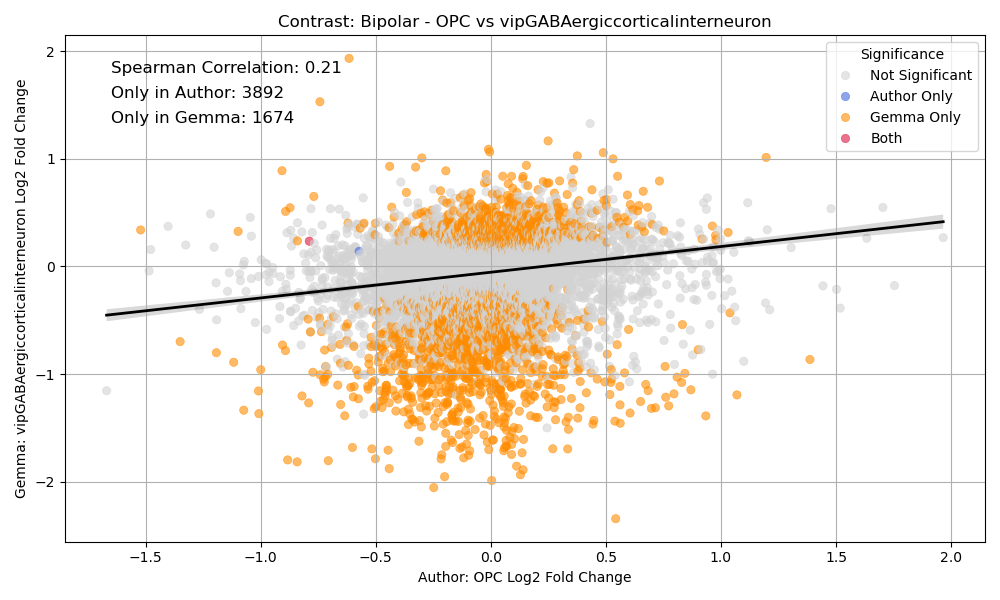 Contrast: Bipolar - OPC vs vipGABAergiccorticalinterneuron
Spearman Correlation: 0.21
Only in Author: 3892
Only in Gemma: 1674
Significance
Not Significant
Author Only
Gemma Only
Both
Gemma: vipGABAergiccorticalinterneuron Log2 Fold Change
2
1
0
−1
−2
−1.5
−1.0
−0.5
0.0
0.5
1.0
1.5
2.0
Author: OPC Log2 Fold Change